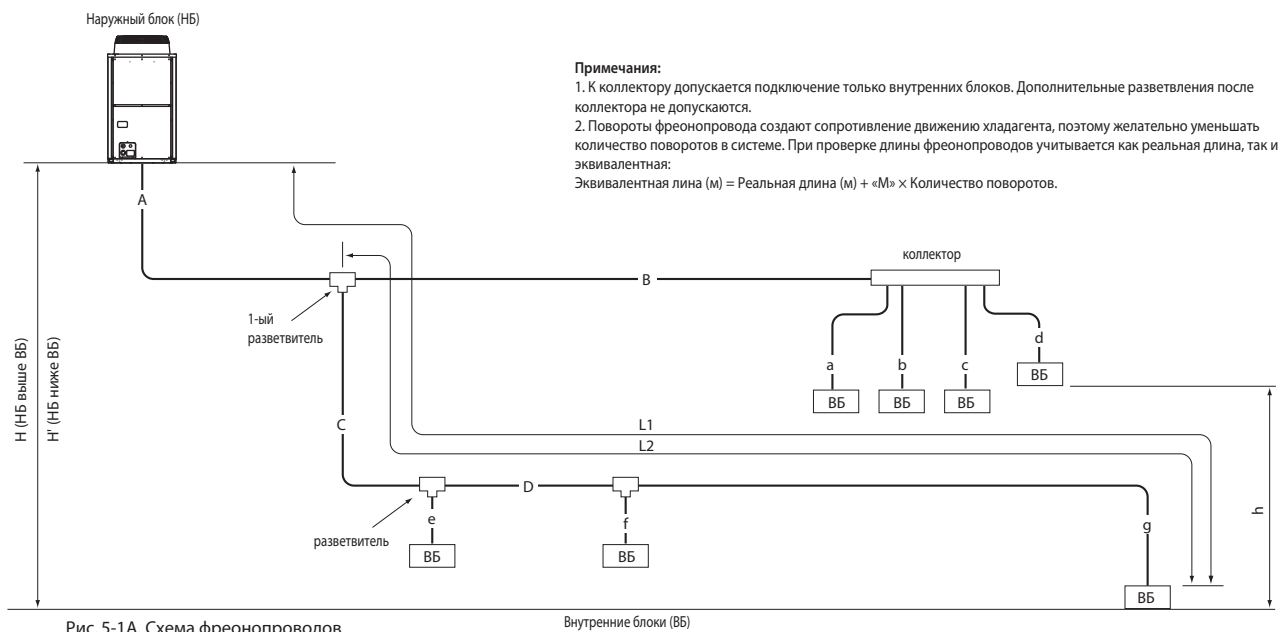 Наружный блок (НБ)
Примечания:
1. К коллектору допускается подключение только внутренних блоков. Дополнительные разветвления после
коллектора не допускаются.
2. Повороты фреонопровода создают сопротивление движению хладагента, поэтому желательно уменьшать
количество поворотов в системе. При проверке длины фреонопроводов учитывается как реальная длина, так и
эквивалентная:
Эквивалентная лина (м) = Реальная длина (м) + «М» × Количество поворотов.
A
коллектор
B
1-ый
разветвитель
a
b
c
d
ВБ
ВБ
ВБ
ВБ
H (НБ выше ВБ)
H' (НБ ниже ВБ)
C
L1
L2
D
e
f
g
h
разветвитель
ВБ
ВБ
ВБ
Рис. 5-1А. Схема фреонопроводов
Внутренние блоки (ВБ)